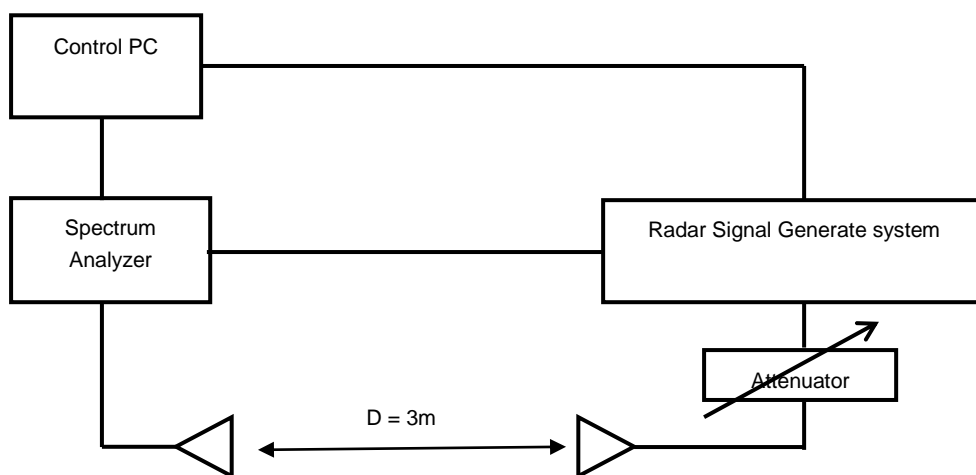 Control PC
Spectrum
Analyzer
Radar Signal Generate system
Attenuator
D = 3m